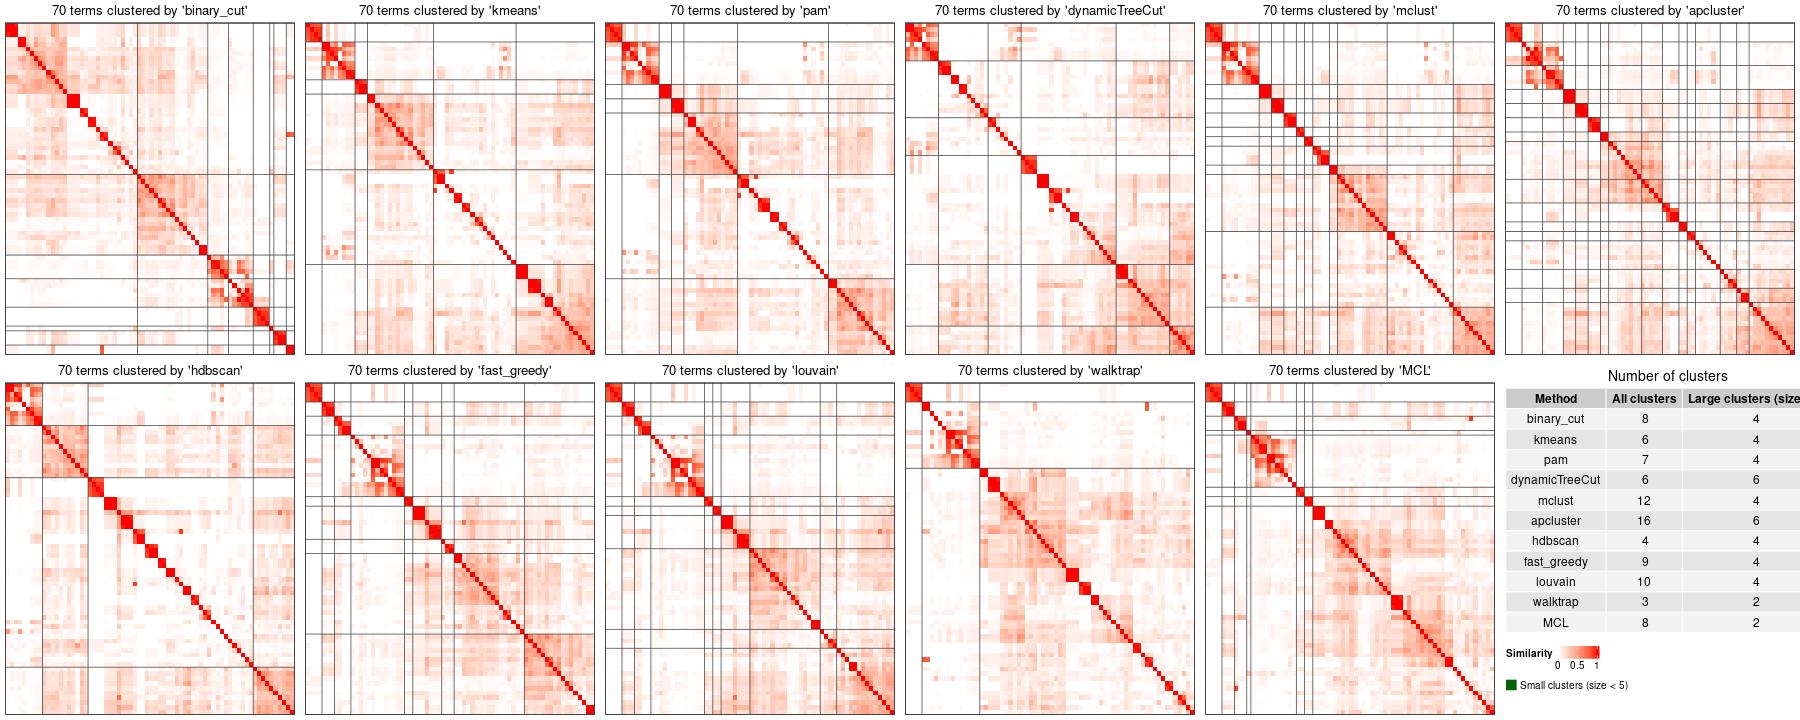 70 terms clustered by 'binary_cut'
70 terms clustered by 'kmeans'
70 terms clustered by 'pam'
70 terms clustered by 'dynamicTreeCut'
70 terms clustered by 'mclust'
70 terms clustered by 'apcluster'
70 terms clustered by 'hdbscan'
70 terms clustered by 'fast_greedy'
70 terms clustered by 'louvain'
70 terms clustered by 'walktrap'
70 terms clustered by 'MCL'
Number of clusters
Method All clusters Large clusters (size
binary_cut 8 4
kmeans 6 4
pam 7 4
dynamicTreeCut 6 6
mclust 12 4
apcluster 16 6
hdbscan 4 4
fast_greedy 9 4
louvain 10 4
walktrap 3 2
MCL 8 2
Similarity
0 0.5 1
Small clusters (size < 5)